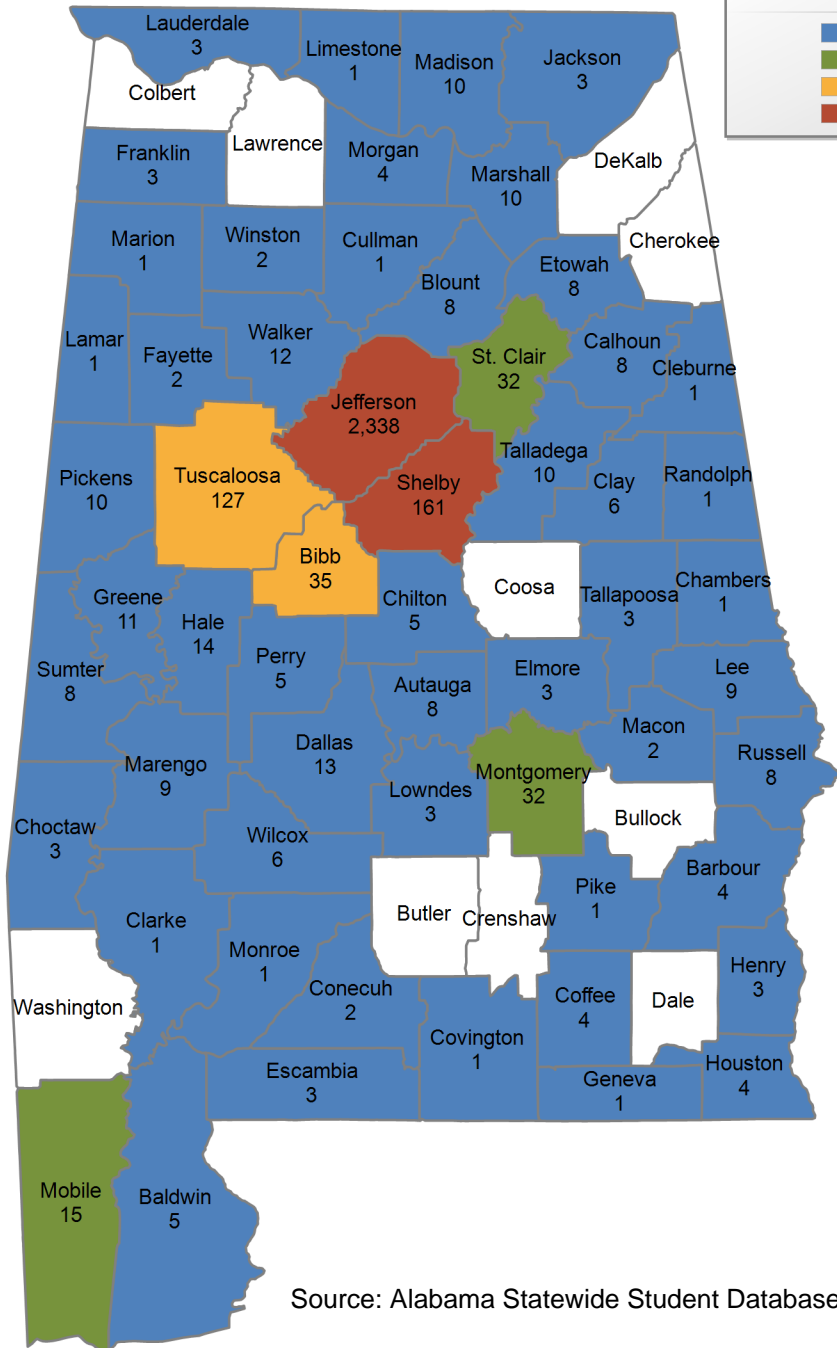 Lauderdale
3
Limestone
1
Madison
10
Jackson
3
Colbert
Lawrence
Franklin
3
Morgan
4
Marshall
10
DeKalb
Cherokee
Marion
1
Winston
2
Cullman
1
Blount
8
Etowah
8
Lamar
1
Fayette
2
Walker
12
Jefferson
2,338
St. Clair
32
Calhoun
8
Cleburne
1
Pickens
10
Tuscaloosa
127
Shelby
161
Talladega
10
Clay
6
Randolph
1
Bibb
35
Greene
11
Hale
14
Perry
5
Chilton
5
Coosa
Tallapoosa
3
Chambers
1
Sumter
8
Autauga
8
Elmore
3
Lee
9
Macon
2
Russell
8
Marengo
9
Dallas
13
Lowndes
3
Montgomery
32
Bullock
Choctaw
3
Wilcox
6
Barbour
4
Pike
1
Clarke
1
Butler
Crenshaw
Monroe
1
Conecuh
2
Coffee
4
Dale
Henry
3
Washington
Covington
1
Escambia
3
Geneva
1
Houston
4
Mobile
15
Baldwin
5
Source: Alabama Statewide Student Database